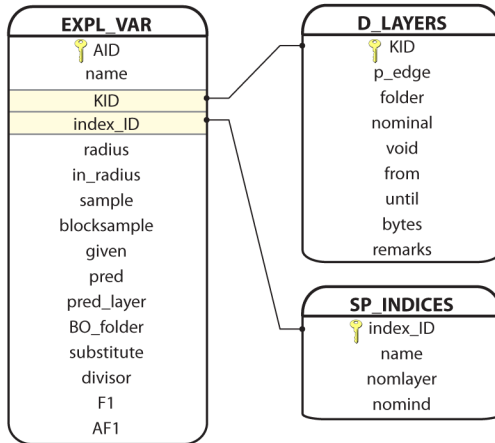 EXPL_VAR
AID
name
KID
index_ID
radius
in_radius
sample
blocksample
given
pred
pred_layer
BO_folder
substitute
divisor
F1
AF1
D_LAYERS
KID
p_edge
folder
nominal
void
from
until
bytes
remarks
SP_INDICES
index_ID
name
nomlayer
nomind